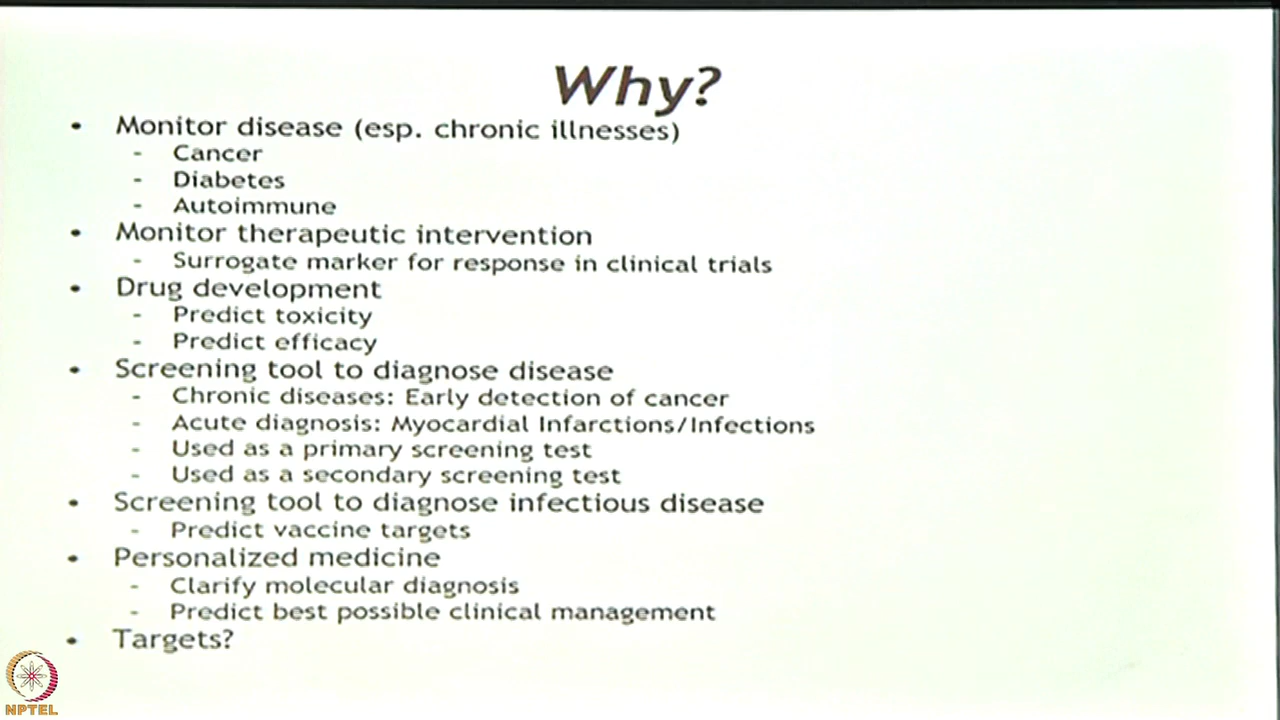 Why?
• Monitor disease (esp. chronic illnesses)
- Cancer
- Diabetes
- Autoimmune
• Monitor therapeutic intervention
- Surrogate marker for response in clinical trials
• Drug development
- Predict toxicity
- Predict efficacy
• Screening tool to diagnose disease
- Chronic diseases: Early detection of cancer
- Acute diagnosis: Myocardial Infarctions/Infections
- Used as a primary screening test
- Used as a secondary screening test
• Screening tool to diagnose infectious disease
- Predict vaccine targets
• Personalized medicine
- Clarify molecular diagnosis
- Predict best possible clinical management
• Targets?
NPTEL